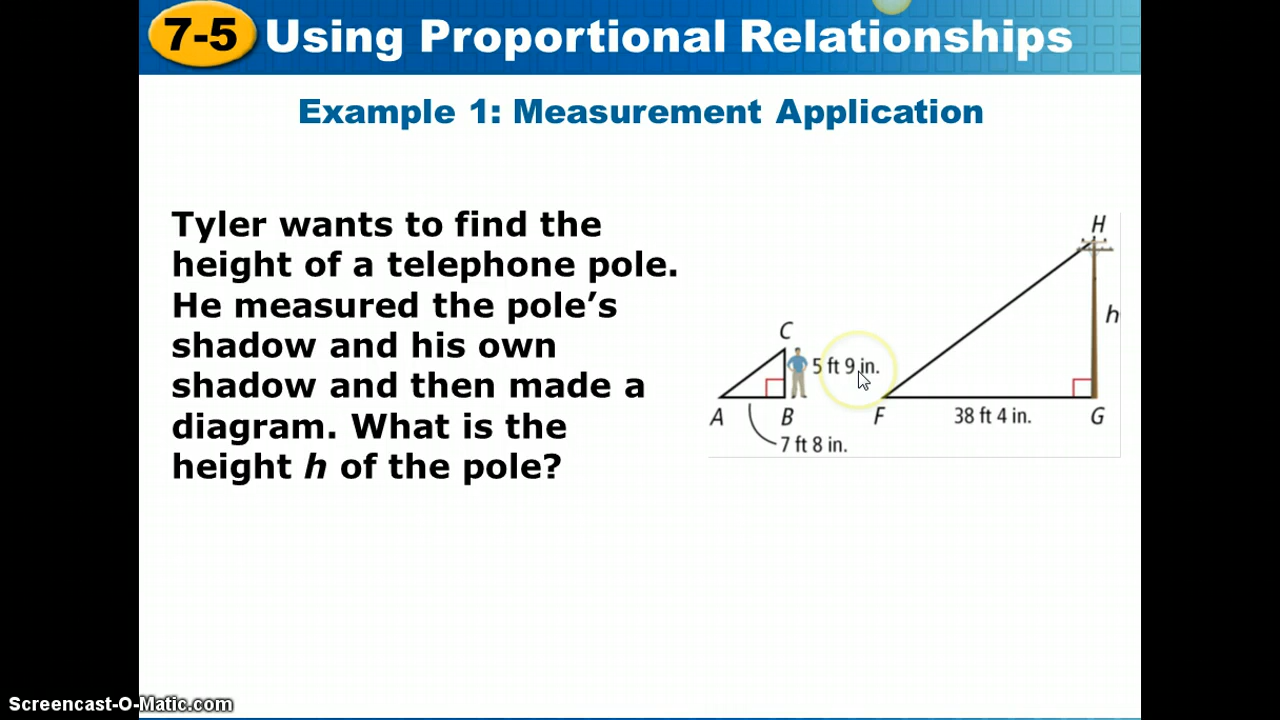 7-5 Using Proportional Relationships
Example 1: Measurement Application
Tyler wants to find the
height of a telephone pole.
He measured the pole’s
shadow and his own
shadow and then made a
diagram. What is the
height h of the pole?
H
h
C
5 ft 9 in.
A
B
F
38 ft 4 in.
G
7 ft 8 in.
Screencast-O-Matic.com